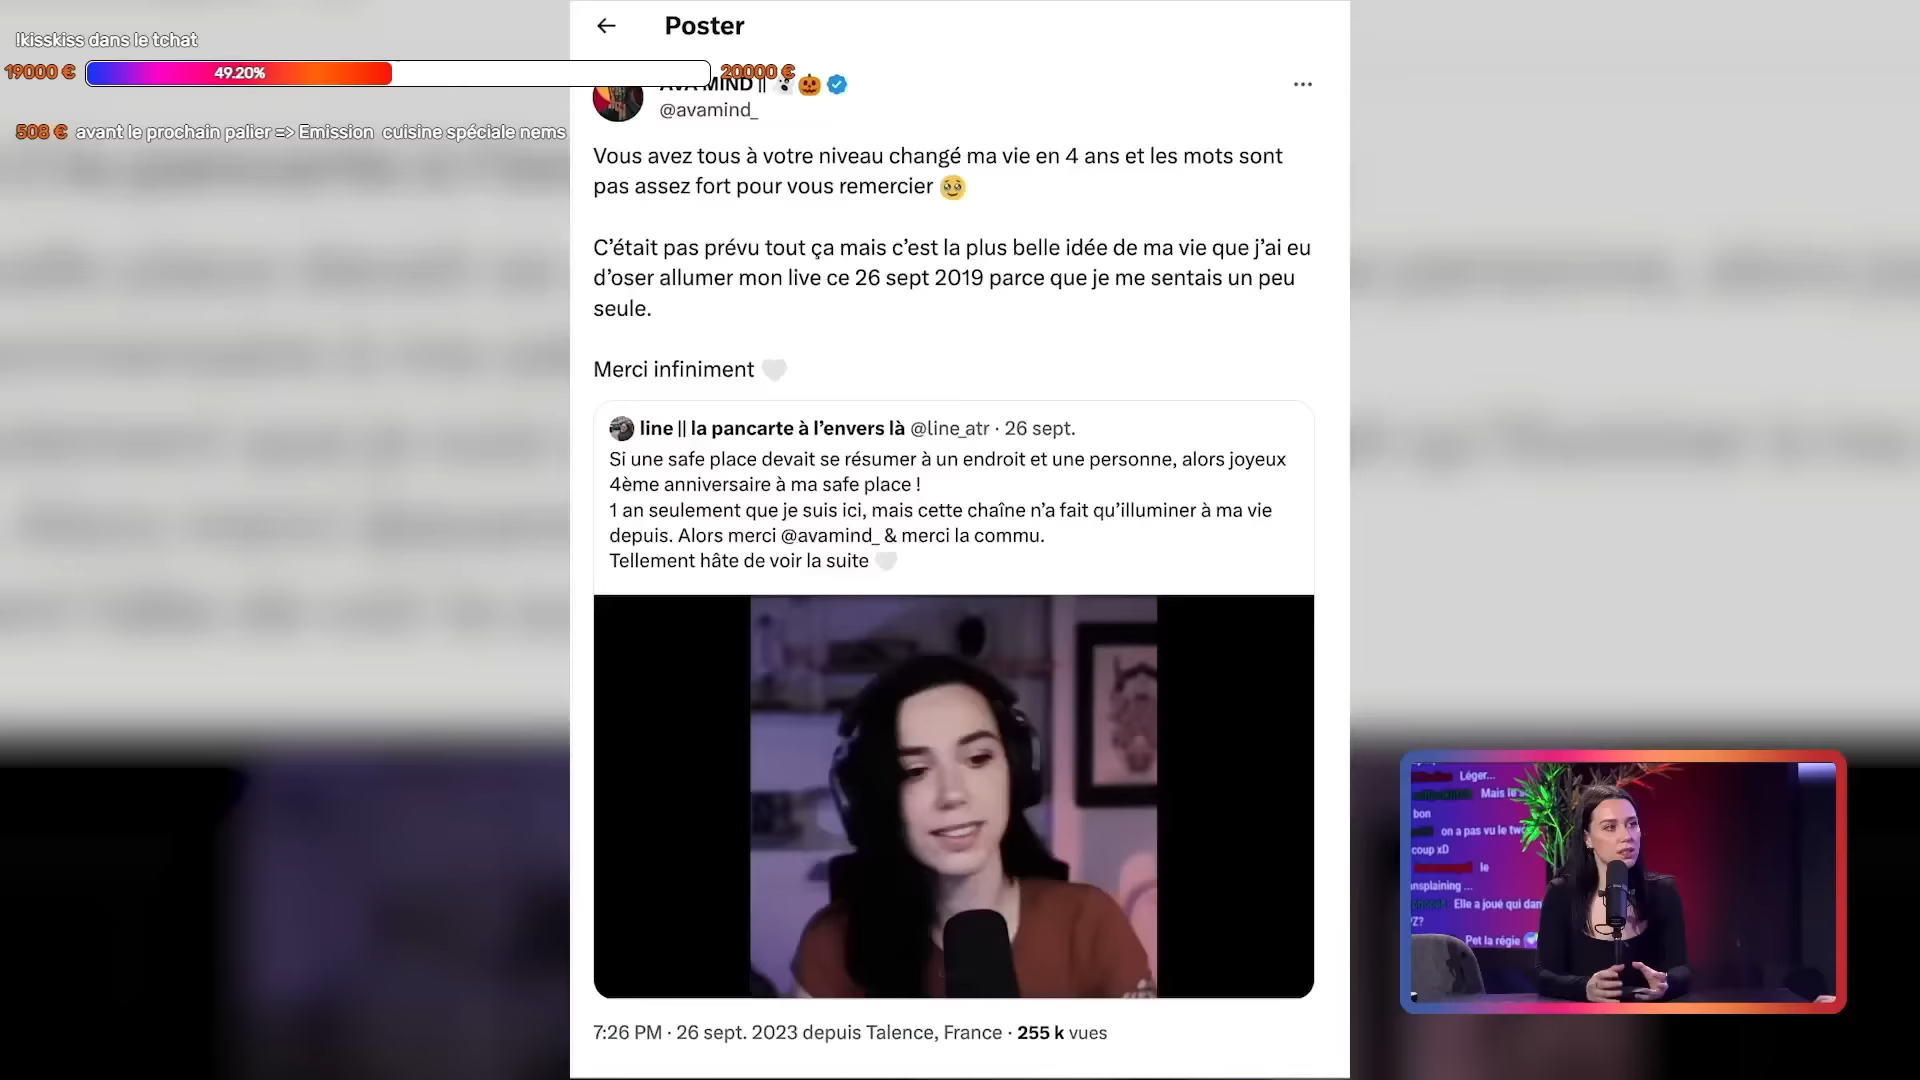 !kisskiss dans le tchat
19000 €
49.20%
20000 €
508 € avant le prochain palier => Emission cuisine spéciale nems
Poster
AVA MIND ||
@avamind_
Vous avez tous à votre niveau changé ma vie en 4 ans et les mots sont
pas assez fort pour vous remercier 🥹
C’était pas prévu tout ça mais c’est la plus belle idée de ma vie que j’ai eu
d’oser allumer mon live ce 26 sept 2019 parce que je me sentais un peu
seule.
Merci infiniment 🤍
line || la pancarte à l’envers là @line_atr · 26 sept.
Si une safe place devait se résumer à un endroit et une personne, alors joyeux
4ème anniversaire à ma safe place !
1 an seulement que je suis ici, mais cette chaîne n’a fait qu’illuminer à ma vie
depuis. Alors merci @avamind_ & merci la commu.
Tellement hâte de voir la suite 🤍
7:26 PM · 26 sept. 2023 depuis Talence, France · 255 k vues
Léger...
Mais le
bon
on a pas vu le
coup xD
le
nsplaining ...
Elle a joué qui dan
Z?
Pet la régie